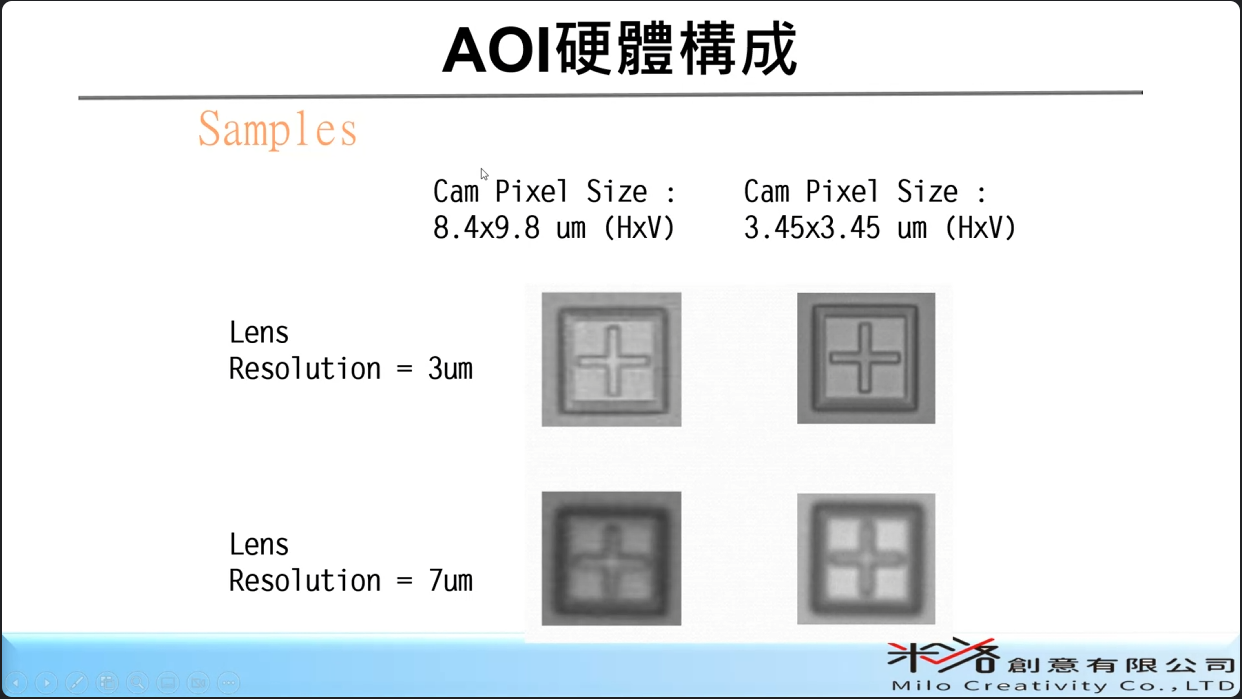 AOI硬體構成
Samples
Cam Pixel Size :
8.4x9.8 um (HxV)
Cam Pixel Size :
3.45x3.45 um (HxV)
Lens
Resolution = 3um
Lens
Resolution = 7um
米洛創意有限公司
Milo Creativity Co.,LTD